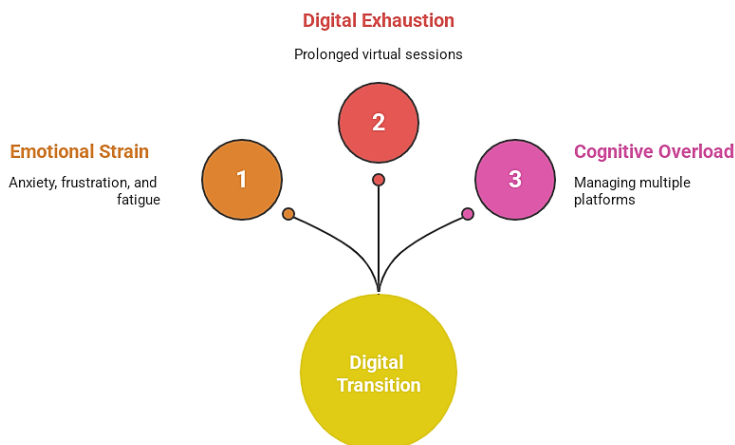 Digital Exhaustion
Prolonged virtual sessions
2
Emotional Strain
Anxiety, frustration, and
fatigue
1
3
Cognitive Overload
Managing multiple
platforms
Digital
Transition